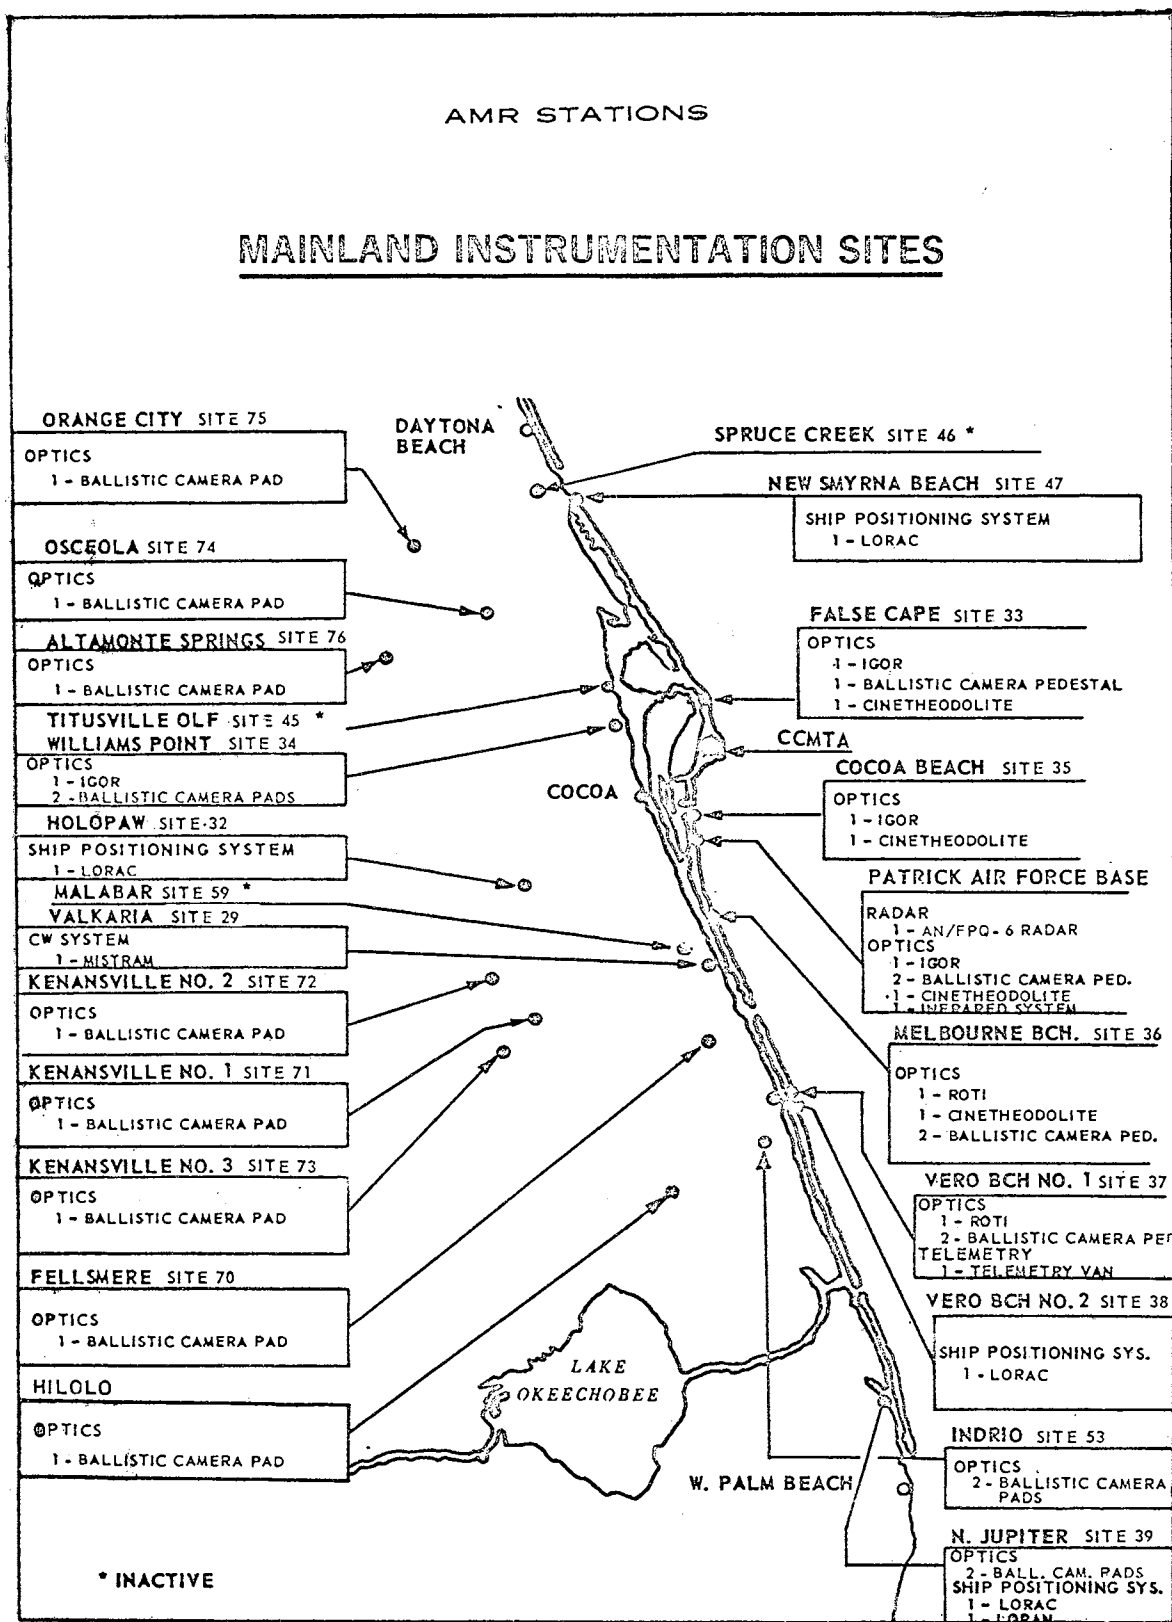 AMR STATIONS
MAINLAND INSTRUMENTATION SITES
ORANGE CITY SITE 75
OPTICS
1 - BALLISTIC CAMERA PAD
OSCEOLA SITE 74
OPTICS
1 - BALLISTIC CAMERA PAD
ALTAMONTE SPRINGS SITE 76
OPTICS
1 - BALLISTIC CAMERA PAD
TITUSVILLE OLF SITE 45 *
WILLIAMS POINT SITE 34
OPTICS
1 - IGOR
2 - BALLISTIC CAMERA PADS
HOLOPAW SITE 32
SHIP POSITIONING SYSTEM
1 - LORAC
MALABAR SITE 59 *
VALKARIA SITE 29
CW SYSTEM
1 - MISTRAM
KENANSVILLE NO. 2 SITE 72
OPTICS
1 - BALLISTIC CAMERA PAD
KENANSVILLE NO. 1 SITE 71
OPTICS
1 - BALLISTIC CAMERA PAD
KENANSVILLE NO. 3 SITE 73
OPTICS
1 - BALLISTIC CAMERA PAD
FELLSMERE SITE 70
OPTICS
1 - BALLISTIC CAMERA PAD
HILOLO
OPTICS
1 - BALLISTIC CAMERA PAD
* INACTIVE
DAYTONA
BEACH
COCOA
LAKE
OKEECHOBEE
W. PALM BEACH
SPRUCE CREEK SITE 46 *
NEW SMYRNA BEACH SITE 47
SHIP POSITIONING SYSTEM
1 - LORAC
FALSE CAPE SITE 33
OPTICS
1 - IGOR
1 - BALLISTIC CAMERA PEDESTAL
1 - CINETHEODOLITE
CCMTA
COCOA BEACH SITE 35
OPTICS
1 - IGOR
1 - CINETHEODOLITE
PATRICK AIR FORCE BASE
RADAR
1 - AN/FPQ-6 RADAR
OPTICS
1 - IGOR
2 - BALLISTIC CAMERA PED.
1 - CINETHEODOLITE
1 - INFRARED SYSTEM
MELBOURNE BCH. SITE 36
OPTICS
1 - ROTI
1 - CINETHEODOLITE
2 - BALLISTIC CAMERA PED.
VERO BCH NO. 1 SITE 37
OPTICS
1 - ROTI
2 - BALLISTIC CAMERA PED
TELEMETRY
1 - TELEMETRY VAN
VERO BCH NO. 2 SITE 38
SHIP POSITIONING SYS.
1 - LORAC
INDRIO SITE 53
OPTICS
2 - BALLISTIC CAMERA
PADS
N. JUPITER SITE 39
OPTICS
2 - BALL. CAM. PADS
SHIP POSITIONING SYS.
1 - LORAC
1 - LORAN